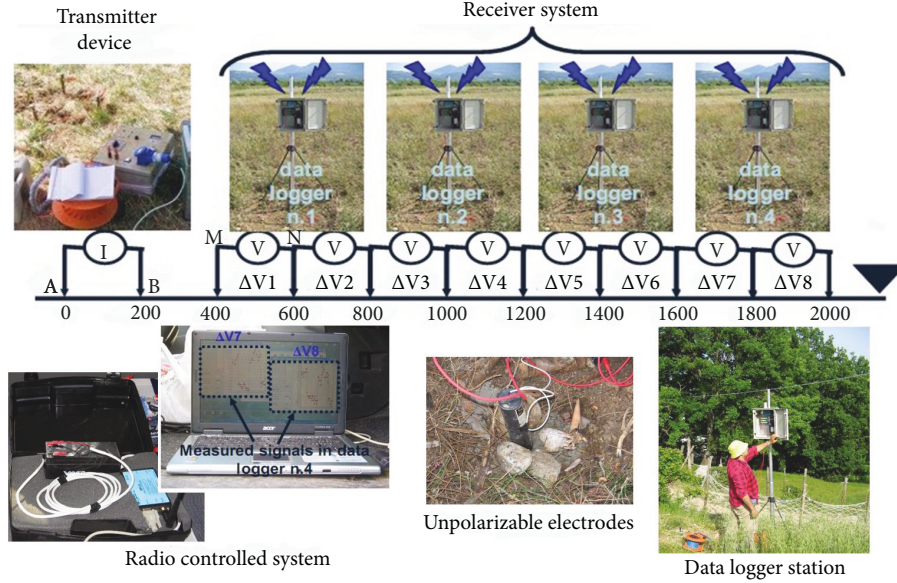 Transmitter
device
Receiver system
data
logger
n.1
data
logger
n.2
data
logger
n.3
data
logger
n.4
I
M
V
N
V
V
V
V
V
V
V
A
B
ΔV1
ΔV2
ΔV3
ΔV4
ΔV5
ΔV6
ΔV7
ΔV8
0
200
400
600
800
1000
1200
1400
1600
1800
2000
ΔV7
ΔV8
acer
Measured signals in data
logger n.4
Radio controlled system
Unpolarizable electrodes
Data logger station